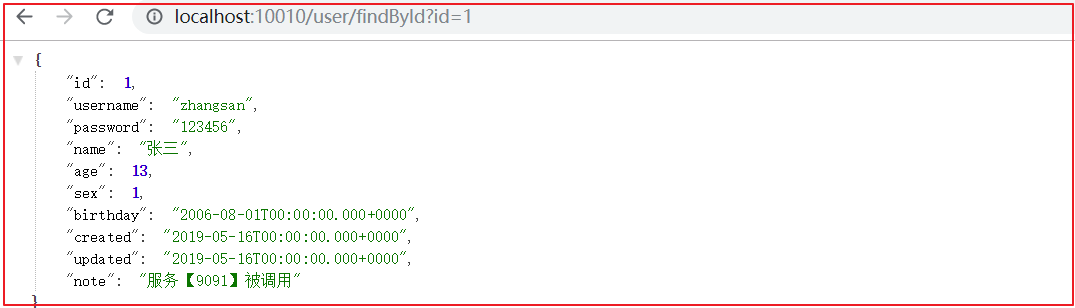 localhost:10010/user/findById?id=1
{
"id": 1,
"username": "zhangsan",
"password": "123456",
"name": "张三",
"age": 13,
"sex": 1,
"birthday": "2006-08-01T00:00:00.000+0000",
"created": "2019-05-16T00:00:00.000+0000",
"updated": "2019-05-16T00:00:00.000+0000",
"note": "服务【9091】被调用"
}